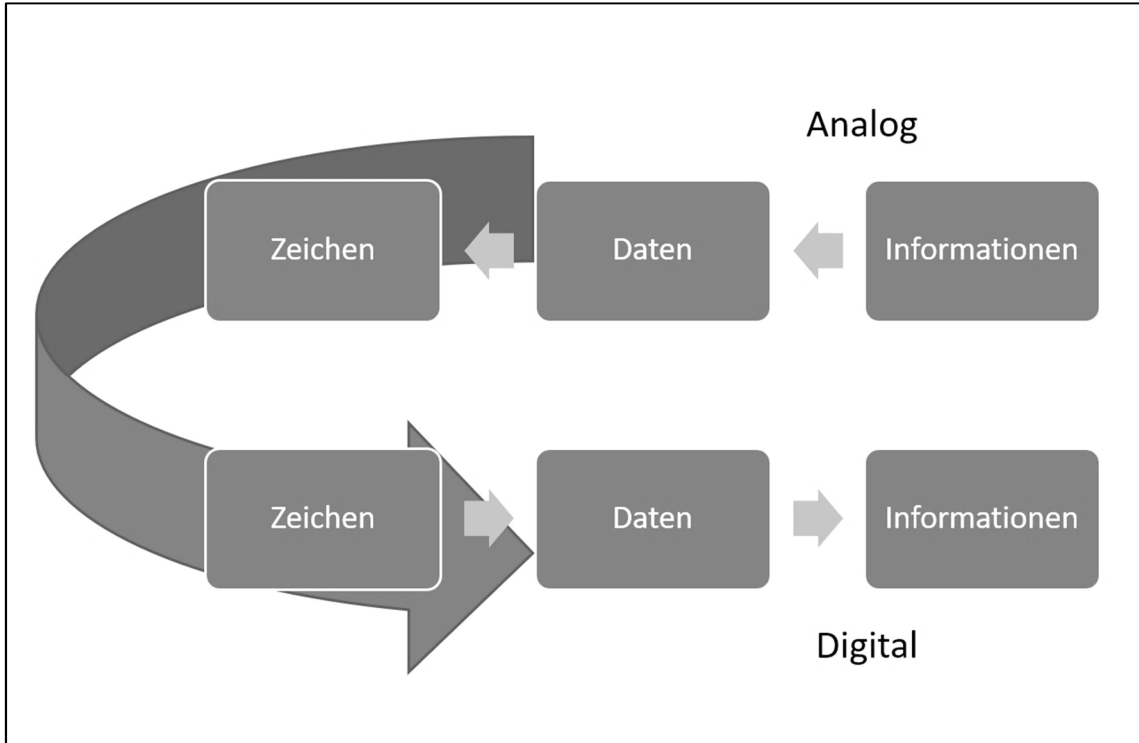 Analog
Zeichen
Daten
Informationen
Zeichen
Daten
Informationen
Digital